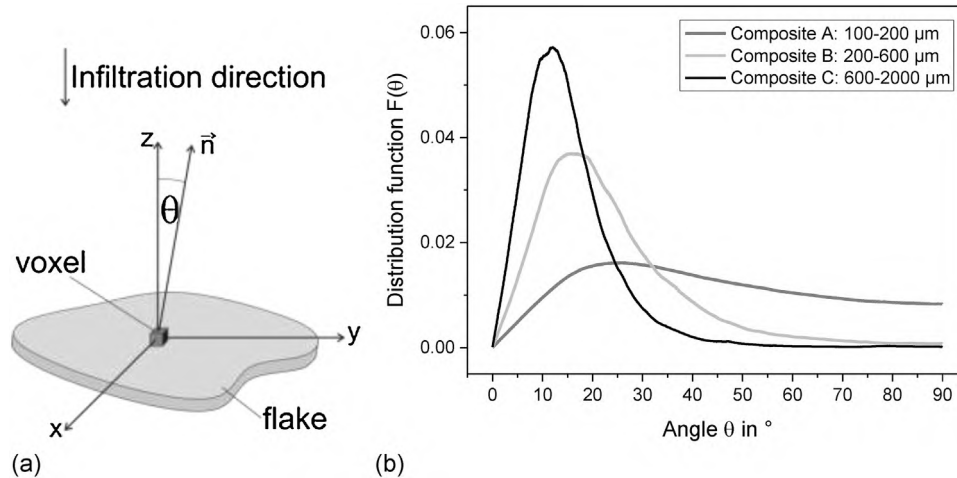 Infiltration direction
z
n
θ
voxel
y
x
flake
(a)
Composite A: 100-200 µm
Composite B: 200-600 µm
Composite C: 600-2000 µm
Distribution function F(θ)
0.06
0.04
0.02
0.00
0 10 20 30 40 50 60 70 80 90
Angle θ in °
(b)